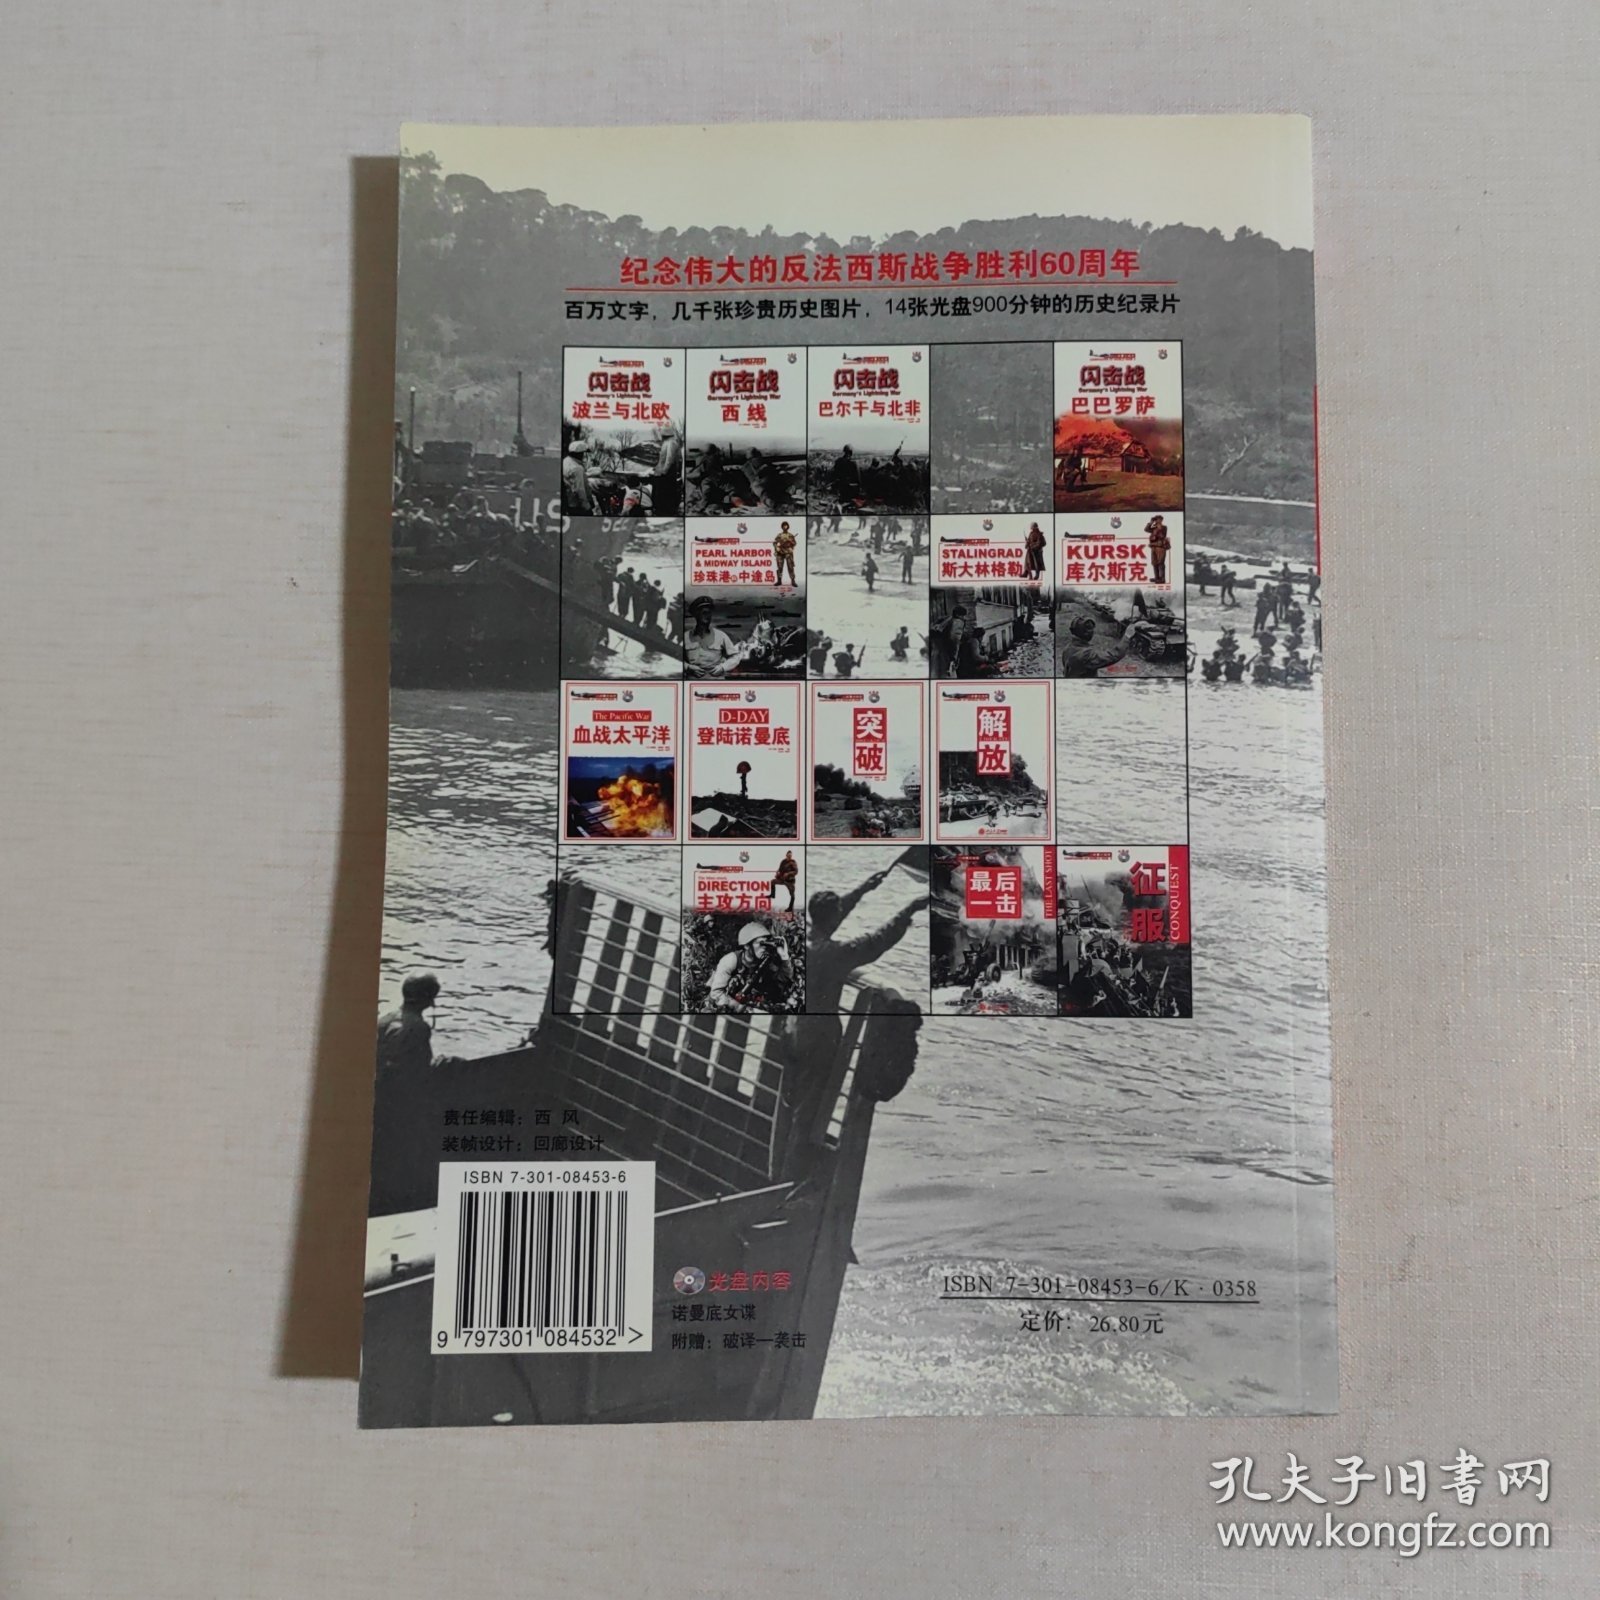 纪念伟大的反法西斯战争胜利60周年
百万文字，几千张珍贵历史图片，14张光盘900分钟的历史纪录片
闪击战
Germany's Lightning War
波兰与北欧
闪击战
Germany's Lightning War
西线
闪击战
Germany's Lightning War
巴尔干与北非
闪击战
Germany's Lightning War
巴巴罗萨
PEARL HARBOR
& MIDWAY ISLAND
珍珠港与中途岛
STALINGRAD
斯大林格勒
KURSK
库尔斯克
The Pacific War
血战太平洋
D-DAY
登陆诺曼底
突破
解放
DIRECTION
主攻方向
最后一击
THE LAST SHOT
征服
CONQUEST
US
责任编辑：西 风
装帧设计：回廊设计
ISBN 7-301-08453-6
9 797301 084532 >
光盘内容
诺曼底女谍
附赠：破译—袭击
ISBN 7-301-08453-6/K · 0358
定价： 26.80元
孔夫子旧书网
www.kongfz.com